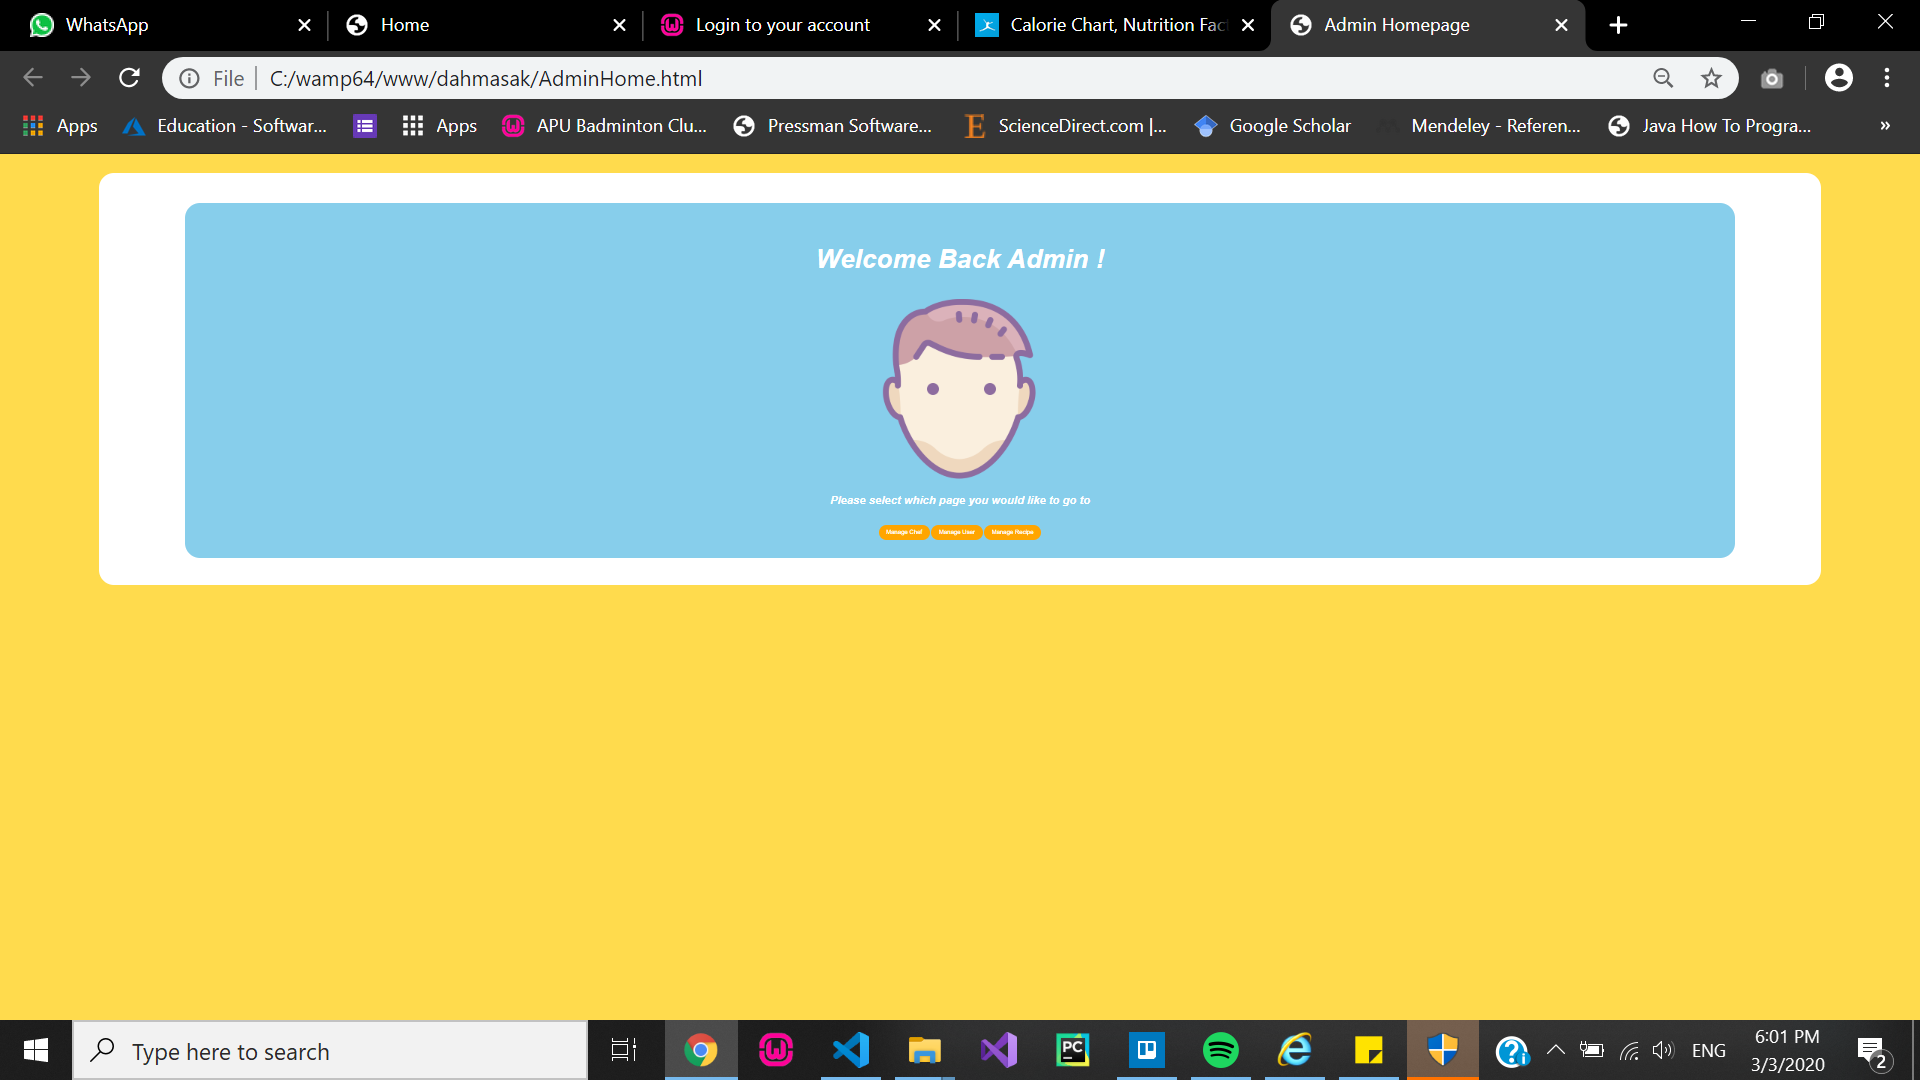 WhatsApp
Home
Login to your account
Calorie Chart, Nutrition Fac
Admin Homepage
File
C:/wamp64/www/dahmasak/AdminHome.html
Apps
Education - Softwar...
Apps
APU Badminton Clu...
Pressman Software...
E
ScienceDirect.com |...
Google Scholar
Mendeley - Referen...
Java How To Progra...
»
Welcome Back Admin !
Please select which page you would like to go to
Manage Chef
Manage User
Manage Recipe
Type here to search
PC
ENG
6:01 PM
3/3/2020
2